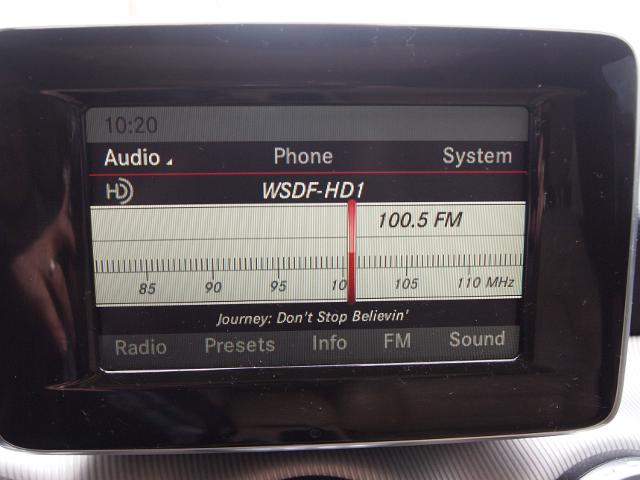 10:20
Audio Phone System
HD WSDF-HD1
100.5 FM
85 90 95 10 105 110 MHz
Journey: Don't Stop Believin'
Radio Presets Info FM Sound